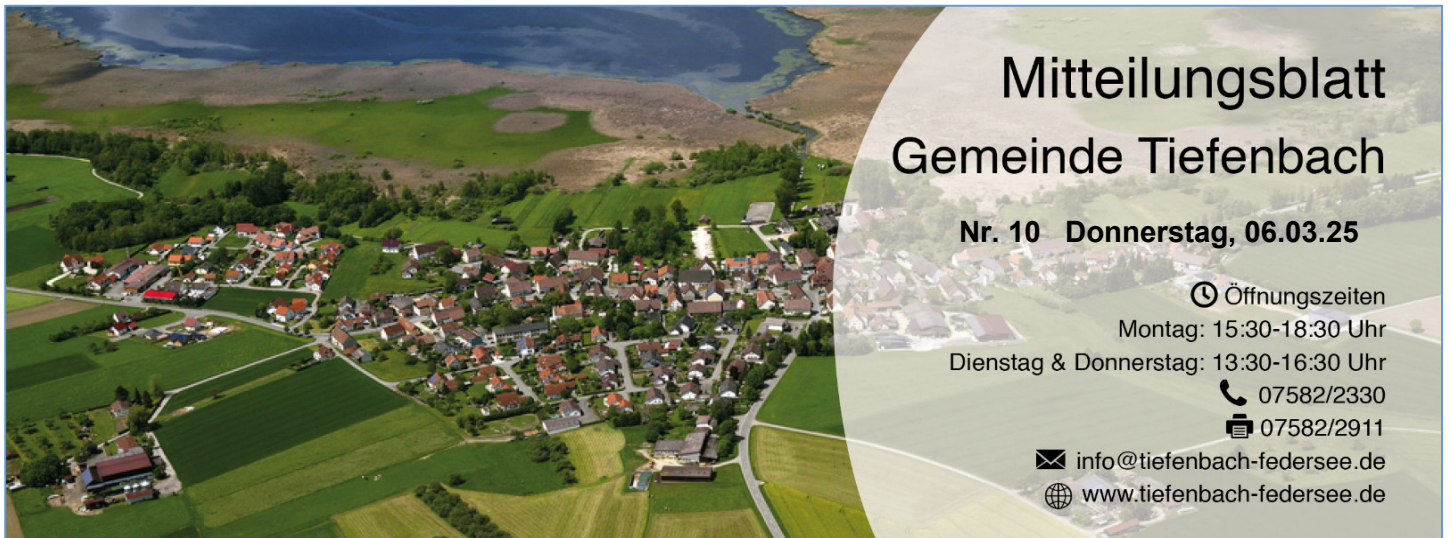 Mitteilungsblatt
Gemeinde Tiefenbach
Nr. 10 Donnerstag, 06.03.25
Öffnungszeiten
Montag: 15:30-18:30 Uhr
Dienstag & Donnerstag: 13:30-16:30 Uhr
07582/2330
07582/2911
info@tiefenbach-federsee.de
www.tiefenbach-federsee.de